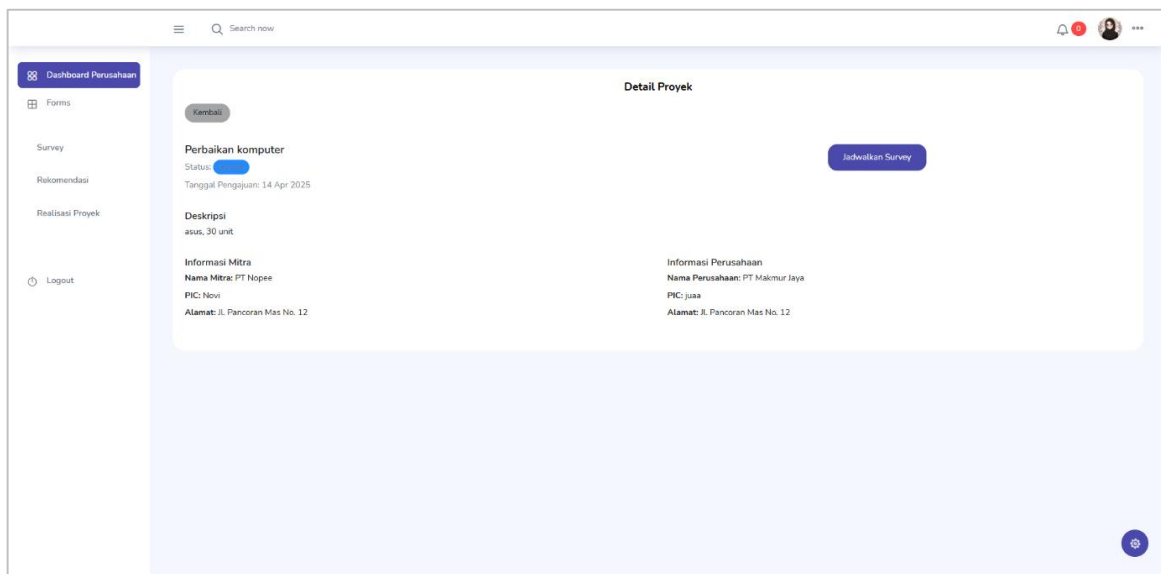 Search now
0
Dashboard Perusahaan
Forms
Survey
Rekomendasi
Realisasi Proyek
Logout
Detail Proyek
Kembali
Perbaikan komputer
Jadwalkan Survey
Status:
Tanggal Pengajuan: 14 Apr 2025
Deskripsi
asus, 30 unit
Informasi Mitra
Nama Mitra: PT Nopee
PIC: Novi
Alamat: Jl. Pancoran Mas No. 12
Informasi Perusahaan
Nama Perusahaan: PT Makmur Jaya
PIC: juaa
Alamat: Jl. Pancoran Mas No. 12